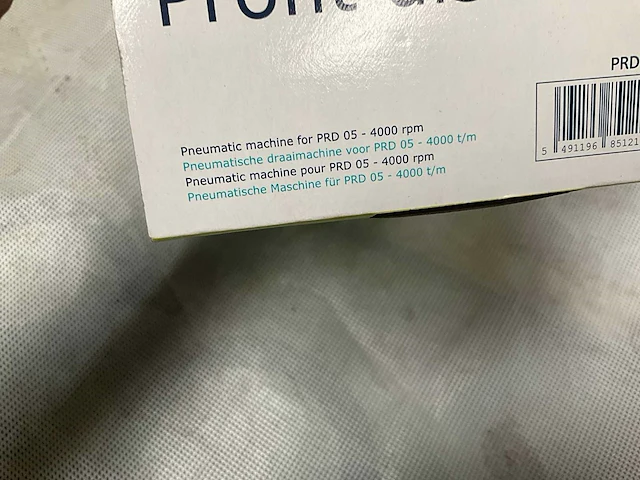 PRD
Pneumatic machine for PRD 05 - 4000 rpm
Pneumatische draaimachine voor PRD 05 - 4000 t/m
Pneumatic machine pour PRD 05 - 4000 rpm
Pneumatische Maschine für PRD 05 - 4000 t/m
5 491196 85121